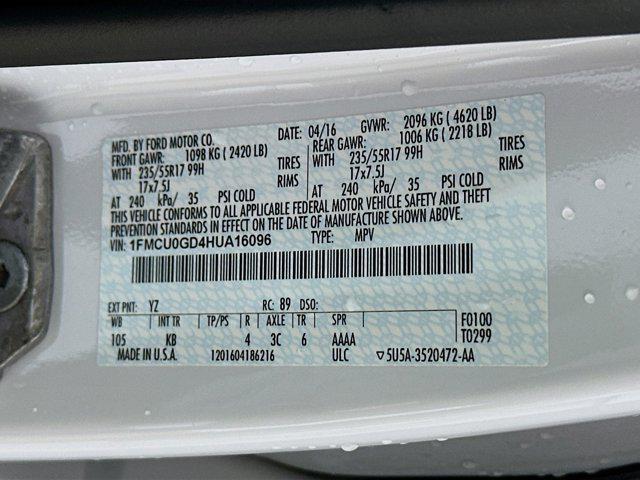 MFD. BY FORD MOTOR CO. DATE: 04/16 GVWR: 2096 KG ( 4620 LB)
FRONT GAWR: 1098 KG ( 2420 LB) REAR GAWR: 1006 KG ( 2218 LB)
WITH 235/55R17 99H TIRES WITH 235/55R17 99H TIRES
17x7.5J RIMS 17x7.5J RIMS
AT 240 kPa/ 35 PSI COLD AT 240 kPa/ 35 PSI COLD
THIS VEHICLE CONFORMS TO ALL APPLICABLE FEDERAL MOTOR VEHICLE SAFETY AND THEFT
PREVENTION STANDARDS IN EFFECT ON THE DATE OF MANUFACTURE SHOWN ABOVE.
VIN: 1FMCU0GD4HUA16096 TYPE: MPV
EXT PNT: YZ RC: 89 DSO:
WB INT TR TP/PS R AXLE TR SPR F0100
105 KB 4 3C 6 AAAA T0299
MADE IN U.S.A. 1201604186216 ULC ▽5U5A-3520472-AA